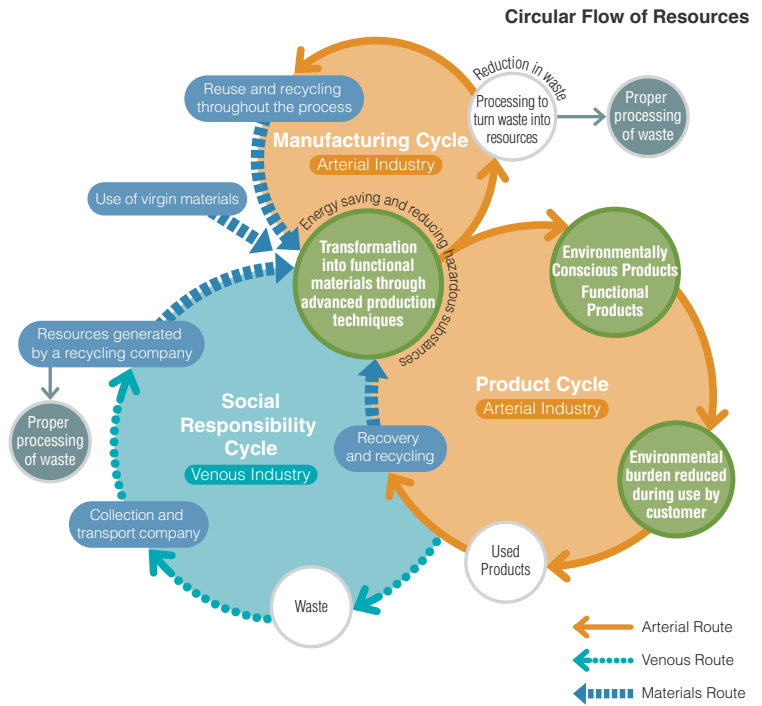 Circular Flow of Resources
Reduction in waste
Reuse and recycling
throughout the process
Processing to
turn waste into
resources
Proper
processing
of waste
Manufacturing Cycle
Arterial Industry
Use of virgin materials
Energy saving and reducing hazardous substances
Transformation
into functional
materials through
advanced production
techniques
Environmentally
Conscious Products
Functional
Products
Resources generated
by a recycling company
Proper
processing
of waste
Social
Responsibility
Cycle
Venous Industry
Product Cycle
Arterial Industry
Recovery
and recycling
Environmental
burden reduced
during use by
customer
Collection and
transport company
Used
Products
Waste
Arterial Route
Venous Route
Materials Route